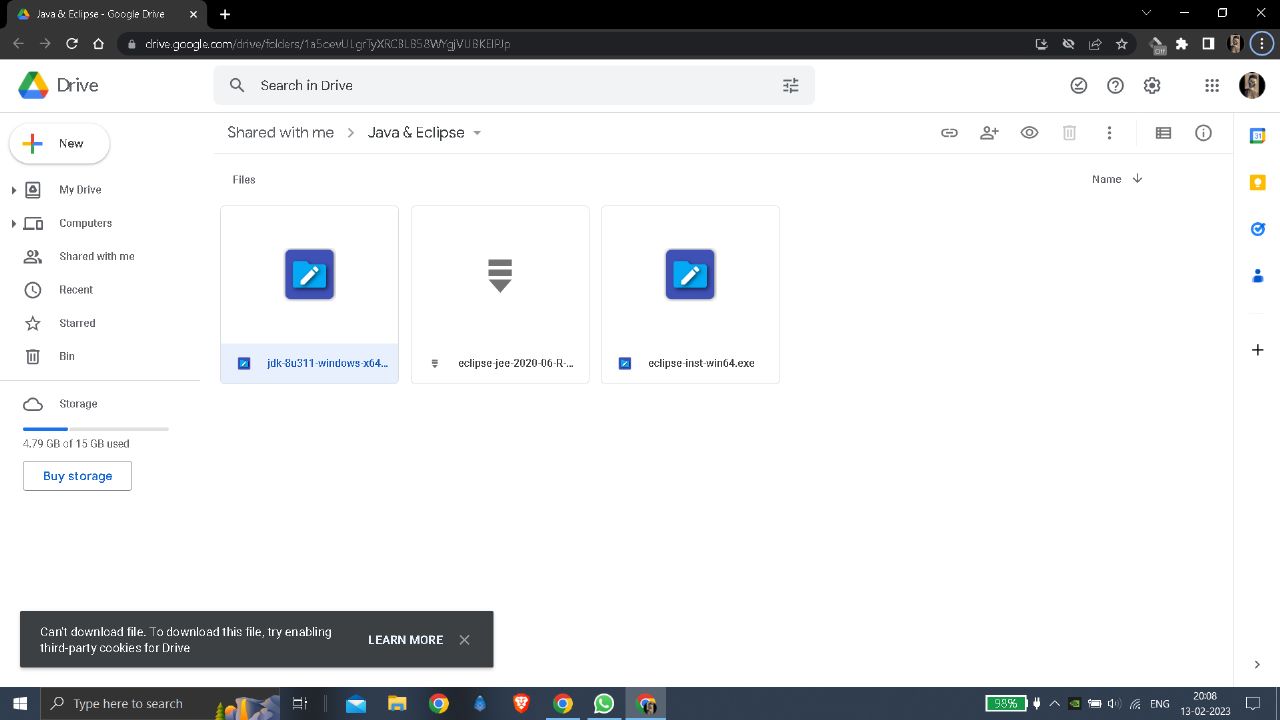 Java & Eclipse - Google Drive
drive.google.com/drive/folders/1a5oevULgrTyXRCBLB58WYgjVUBKEIPJp
Off
Drive
Search in Drive
Shared with me
Java & Eclipse
New
31
Files
Name
My Drive
Computers
Shared with me
Recent
Starred
Bin
jdk-8u311-windows-x64...
eclipse-jee-2020-06-R-...
eclipse-inst-win64.exe
Storage
4.79 GB of 15 GB used
Buy storage
Can't download file. To download this file, try enabling
third-party cookies for Drive
LEARN MORE
Type here to search
98%
ENG
20:08
13-02-2023